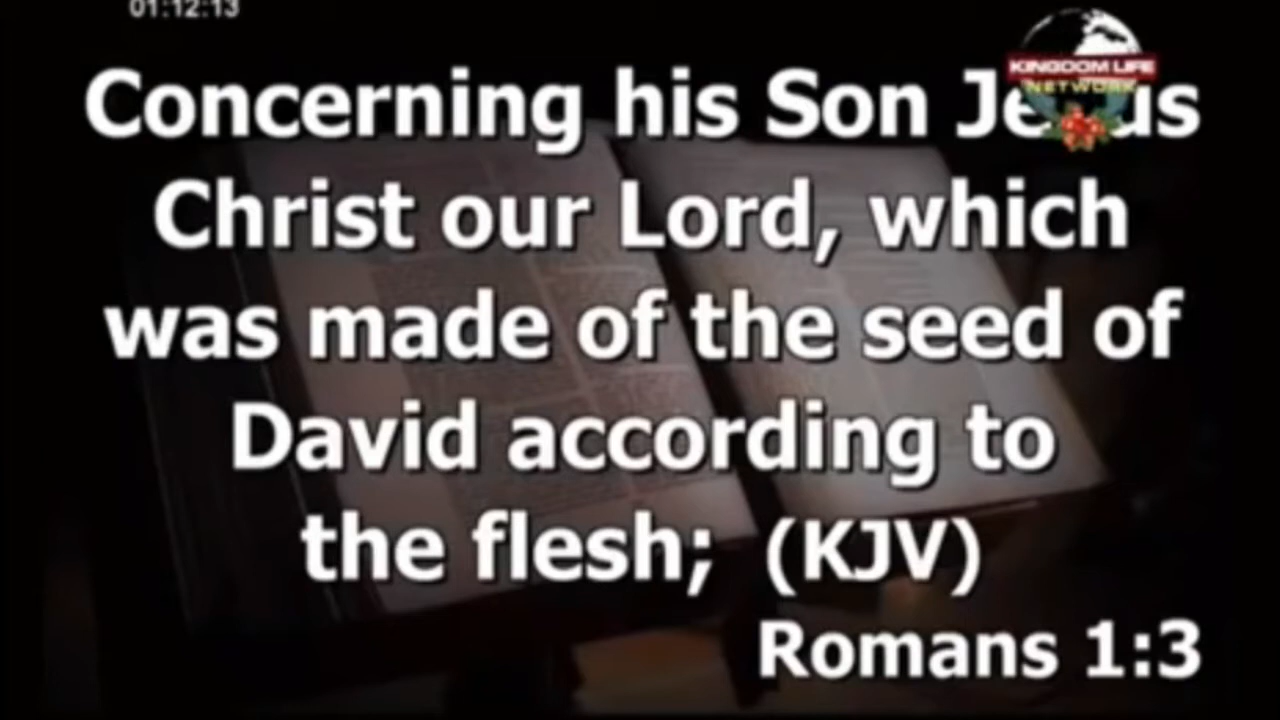 01:12:13
KINGDOM LIFE
NETWORK
Concerning his Son Jesus
Christ our Lord, which
was made of the seed of
David according to
the flesh; (KJV)
Romans 1:3